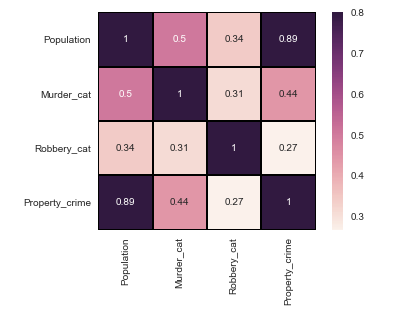 0.8
Population 1 0.5 0.34 0.89
0.7
Murder_cat 0.5 1 0.31 0.44
0.6
0.5
Robbery_cat 0.34 0.31 1 0.27
0.4
Property_crime 0.89 0.44 0.27 1
0.3
Population
Murder_cat
Robbery_cat
Property_crime